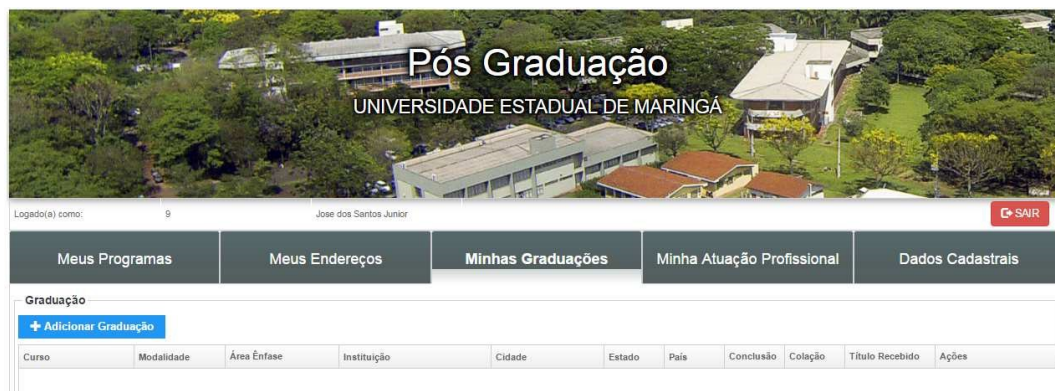 Pós Graduação
UNIVERSIDADE ESTADUAL DE MARINGÁ
Logado(a) como: 9 Jose dos Santos Junior SAIR
Meus Programas Meus Endereços Minhas Graduações Minha Atuação Profissional Dados Cadastrais
Graduação
+ Adicionar Graduação
Curso Modalidade Área Ênfase Instituição Cidade Estado País Conclusão Colação Título Recebido Ações